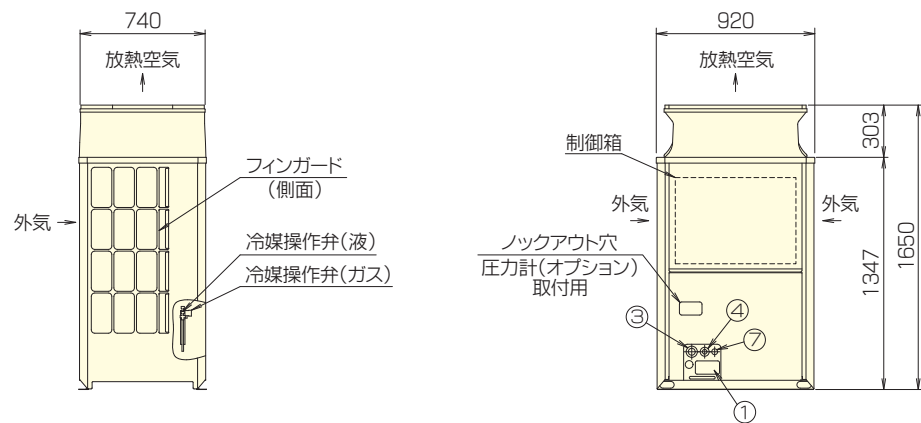 740
放熱空気
フィンガード
(側面)
外気
冷媒操作弁(液)
冷媒操作弁(ガス)
920
放熱空気
制御箱
外気
外気
ノックアウト穴
圧力計(オプション)
取付用
303
1347
1650
③
④
⑦
①